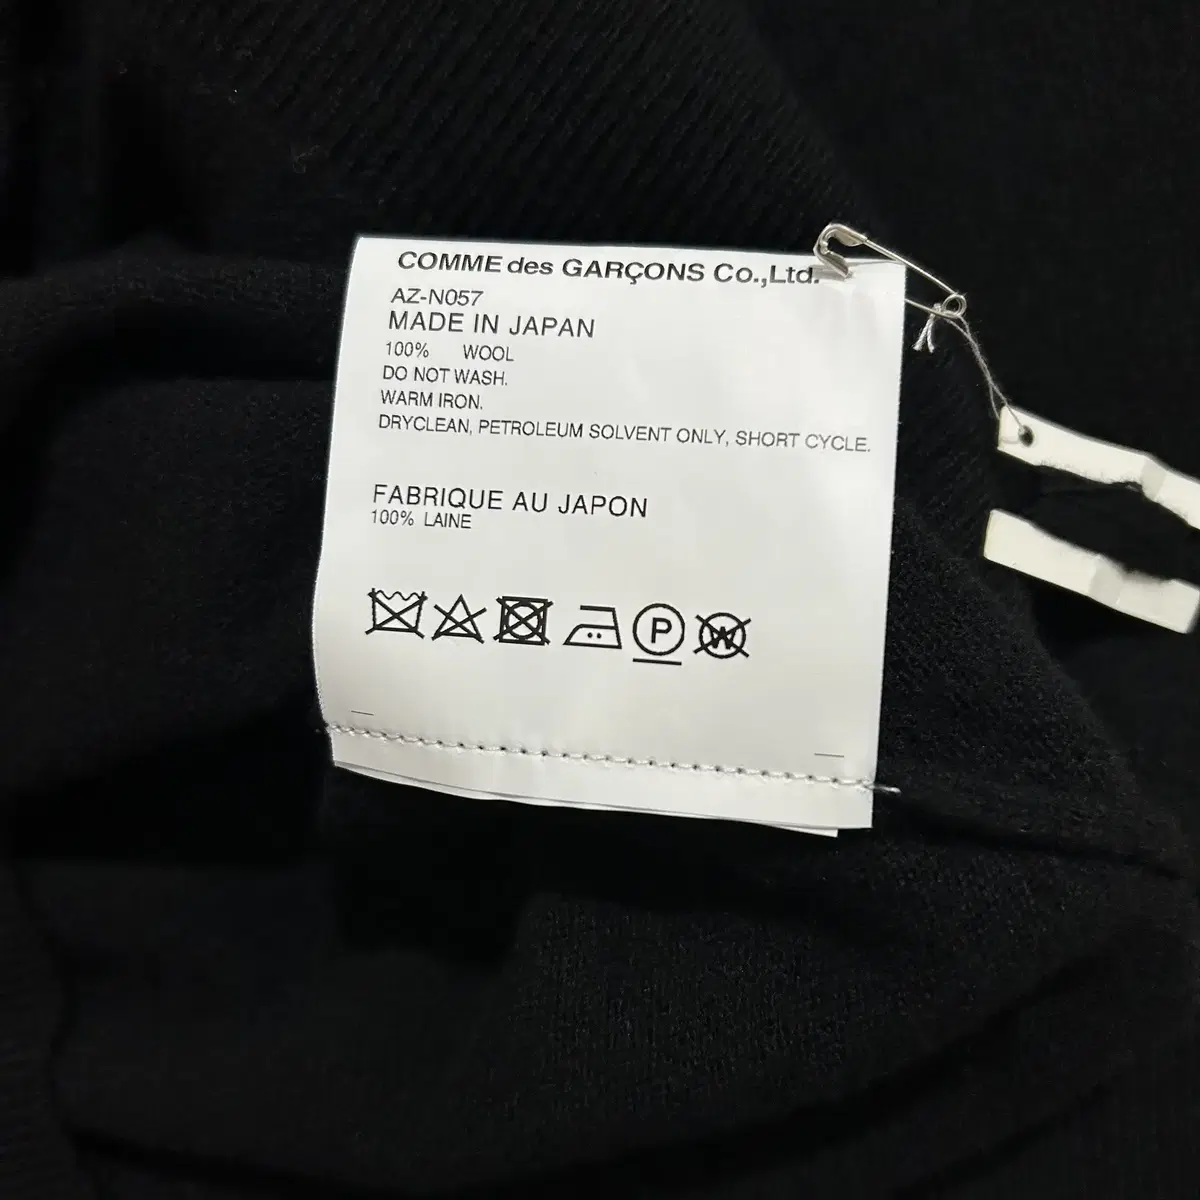 COMME des GARÇONS Co.,Ltd.
AZ-N057
MADE IN JAPAN
100% WOOL
DO NOT WASH.
WARM IRON.
DRYCLEAN, PETROLEUM SOLVENT ONLY, SHORT CYCLE.
FABRIQUE AU JAPON
100% LAINE
P W